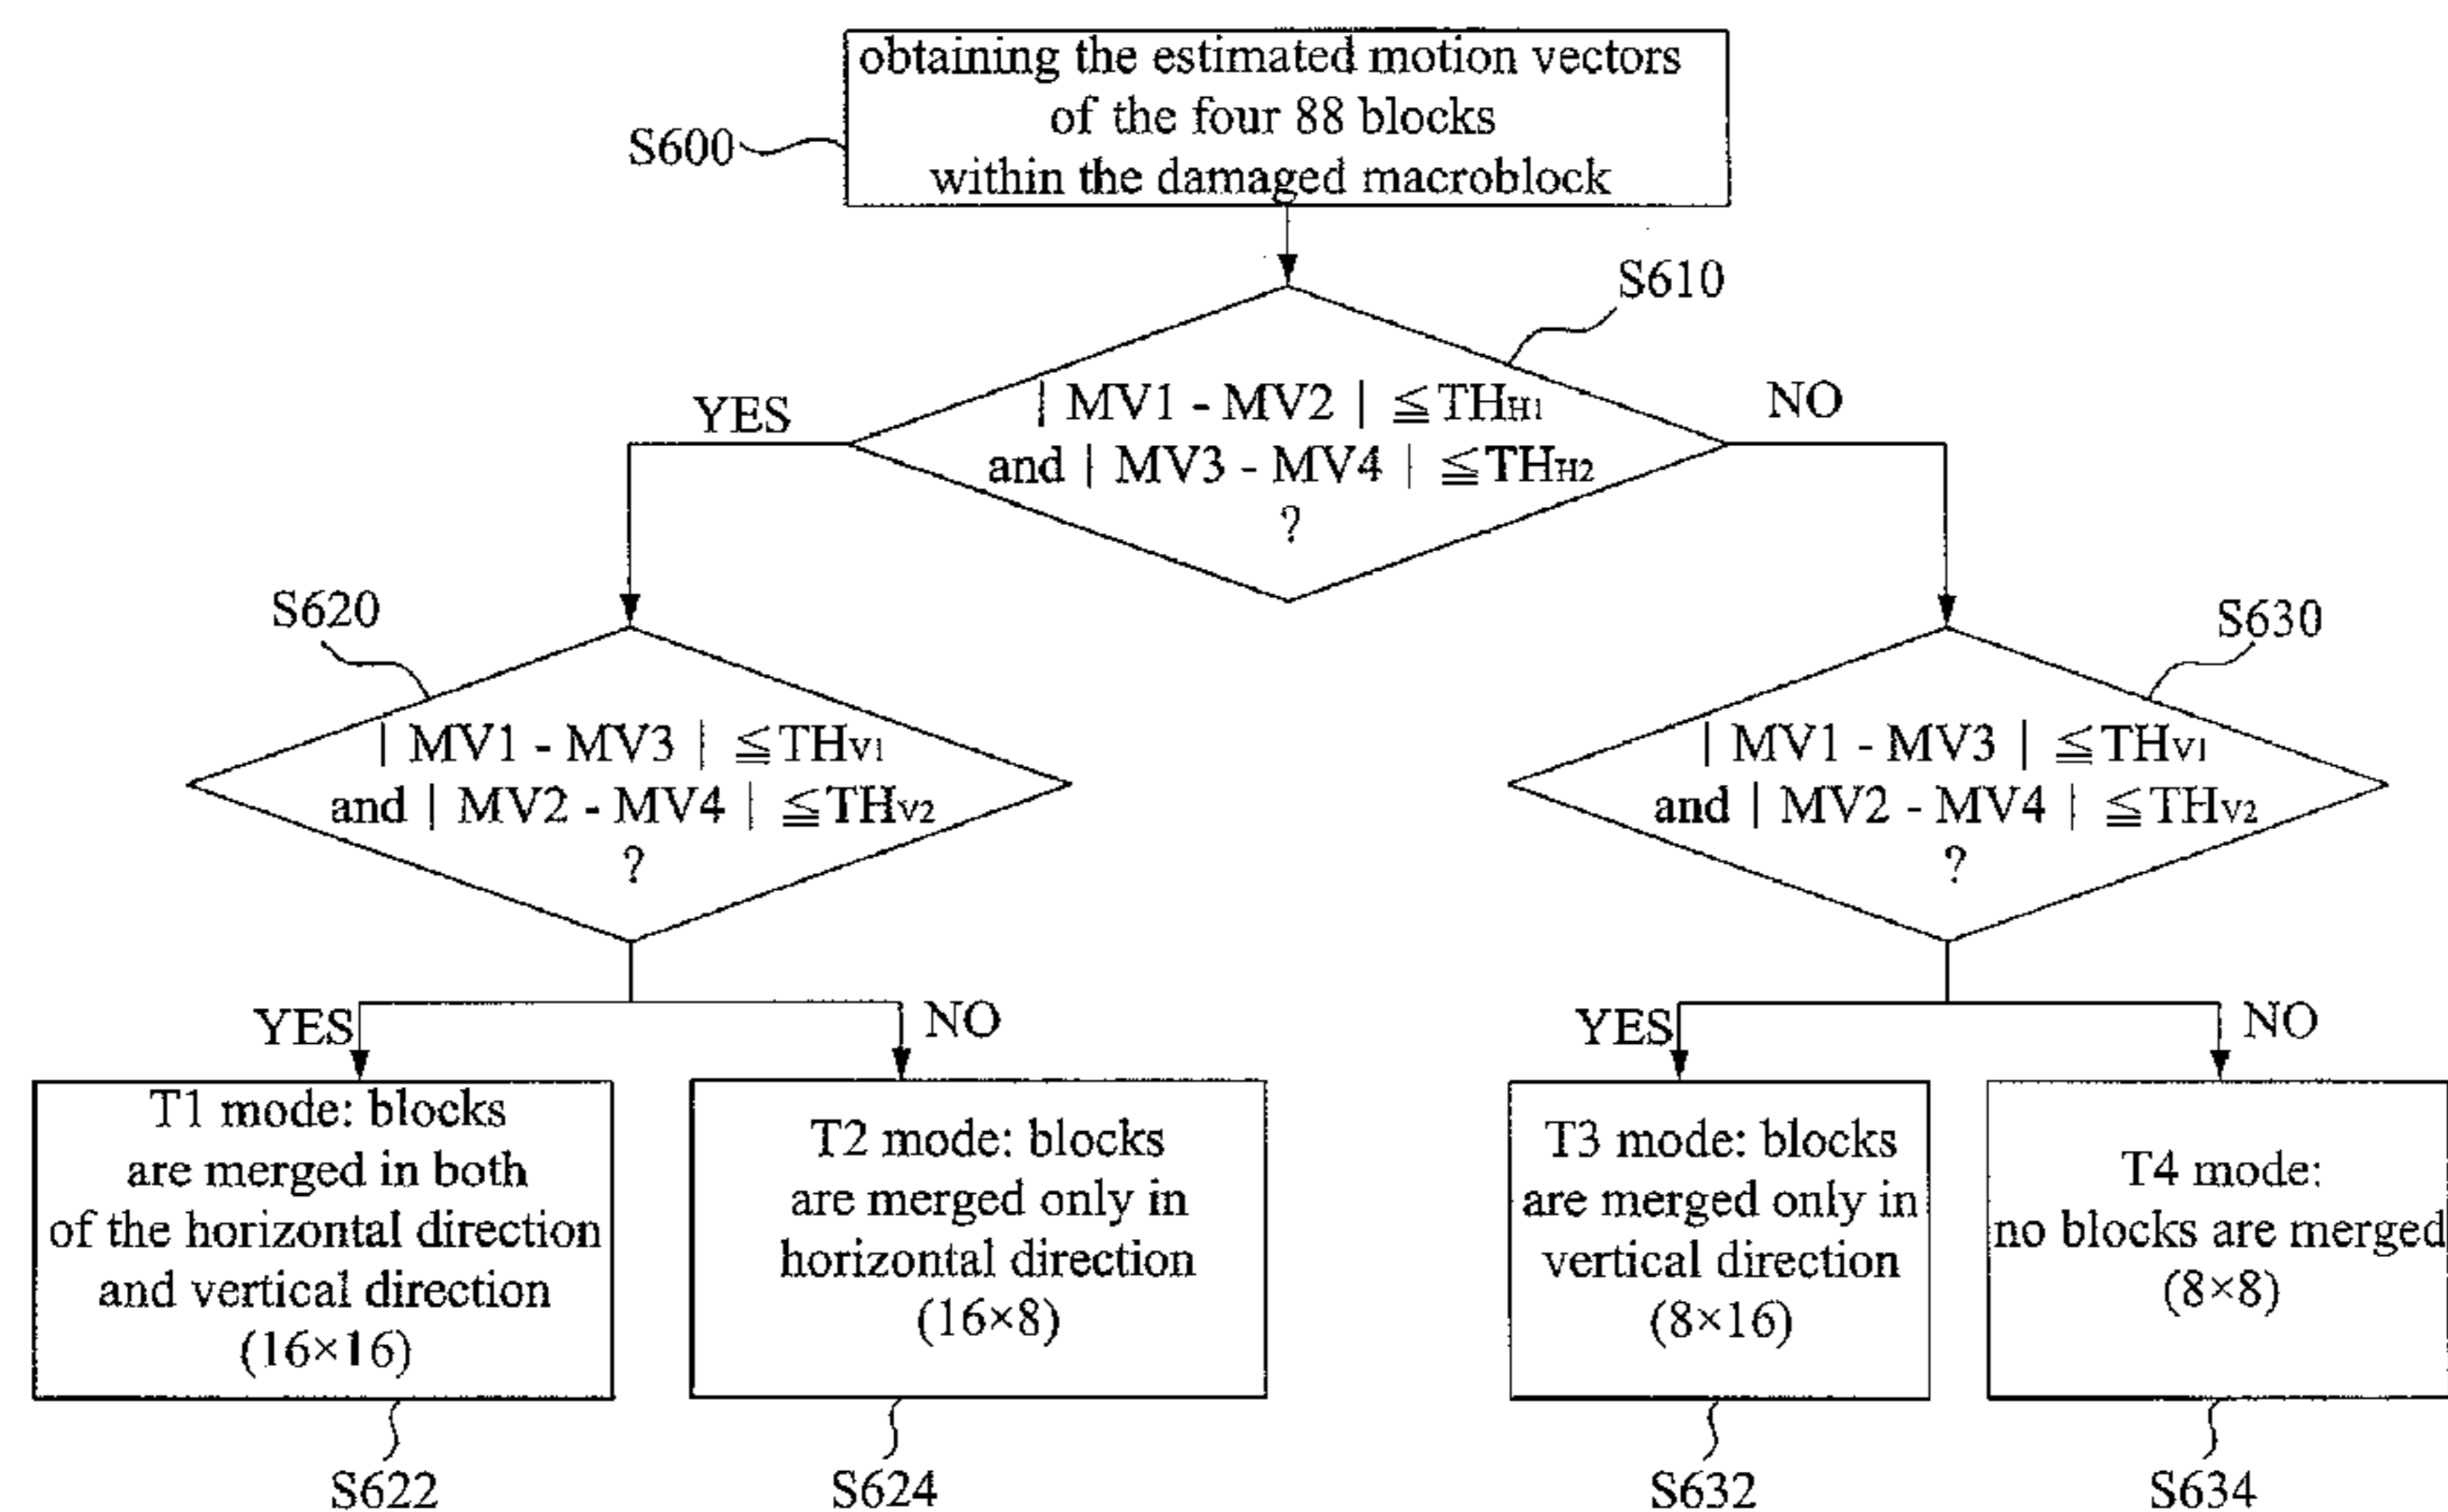 obtaining the estimated motion vectors
of the four 88 blocks
within the damaged macroblock
S600
S610
| MV1 - MV2 | ≦THH1
and | MV3 - MV4 | ≦THH2
?
YES
NO
S620
| MV1 - MV3 | ≦THV1
and | MV2 - MV4 | ≦THV2
?
S630
| MV1 - MV3 | ≦THV1
and | MV2 - MV4 | ≦THV2
?
YES
NO
YES
NO
T1 mode: blocks
are merged in both
of the horizontal direction
and vertical direction
(16×16)
T2 mode: blocks
are merged only in
horizontal direction
(16×8)
T3 mode: blocks
are merged only in
vertical direction
(8×16)
T4 mode:
no blocks are merged
(8×8)
S622
S624
S632
S634